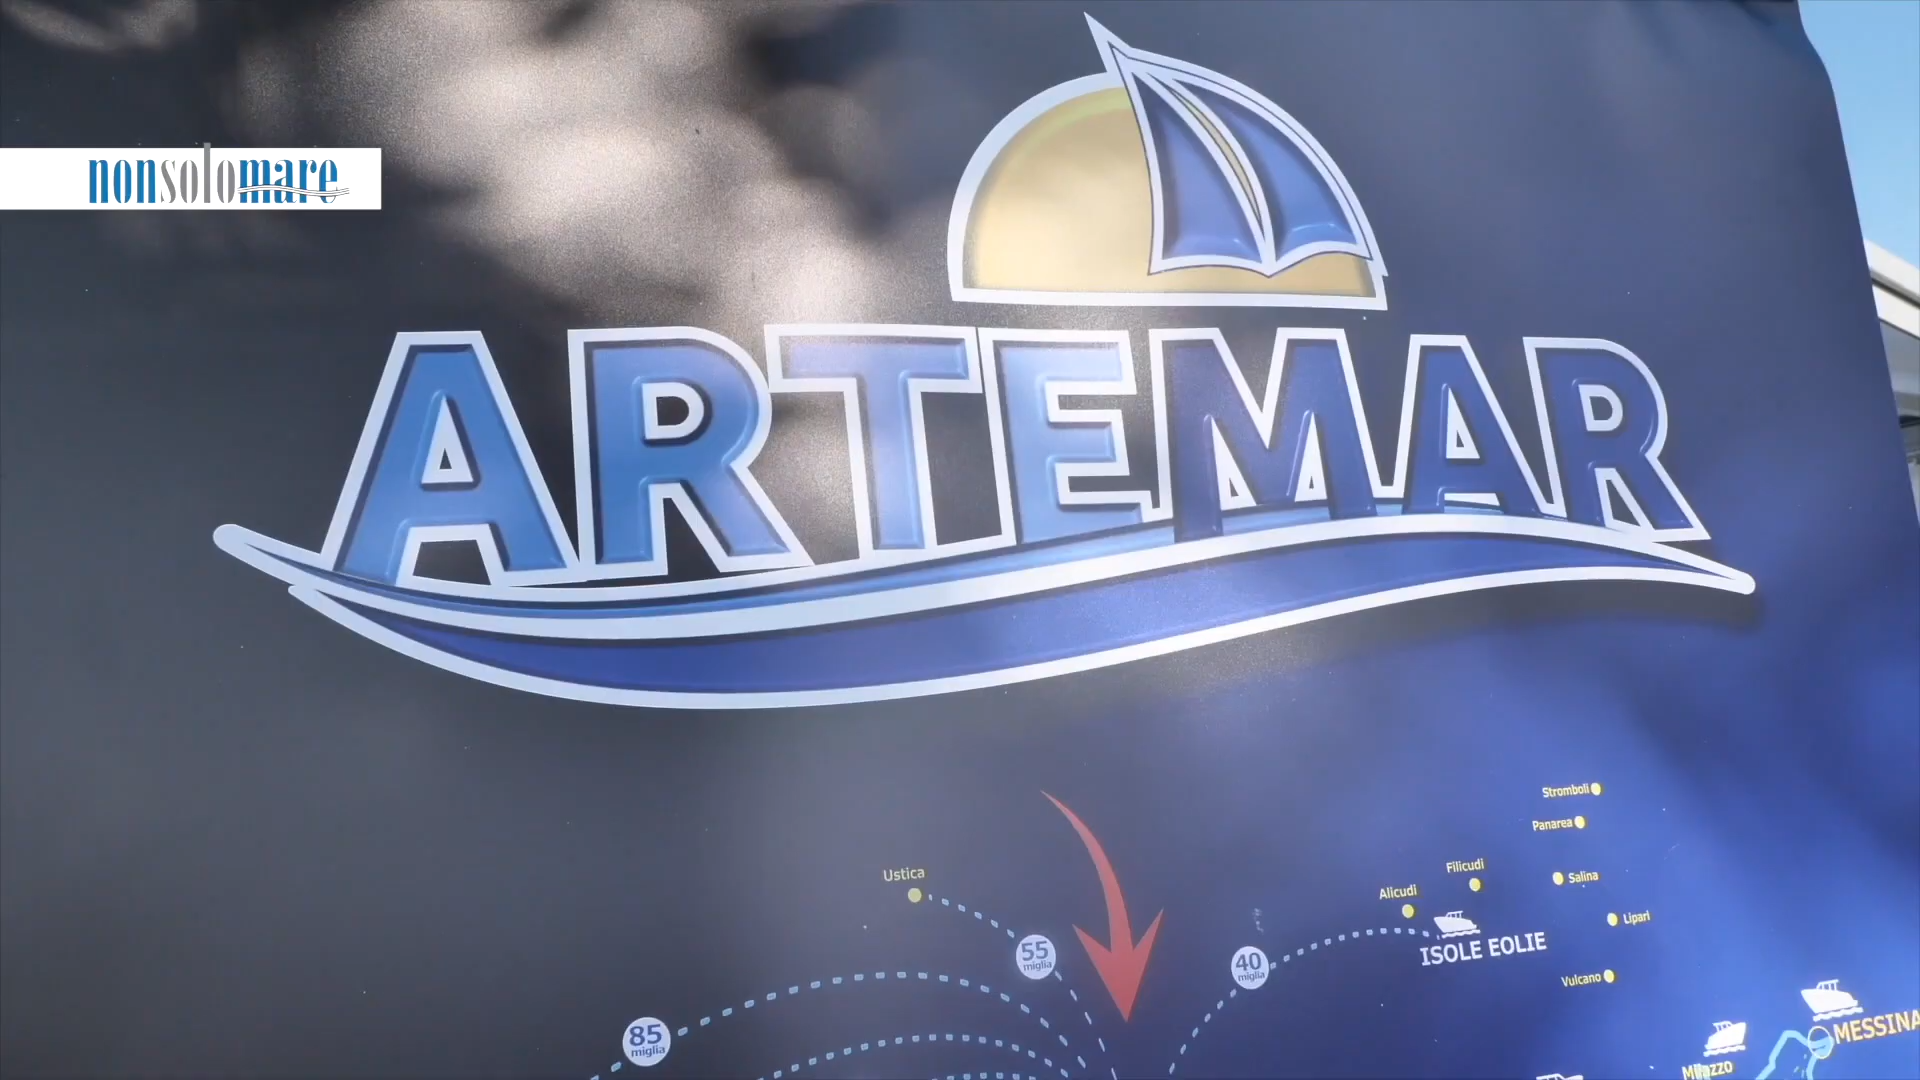 nonsolomare
ARTEMAR
Stromboli
Panarea
Ustica
Filicudi
Salina
Alicudi
Lipari
55
miglia
40
miglia
ISOLE EOLIE
Vulcano
85
miglia
MESSINA
Milazzo